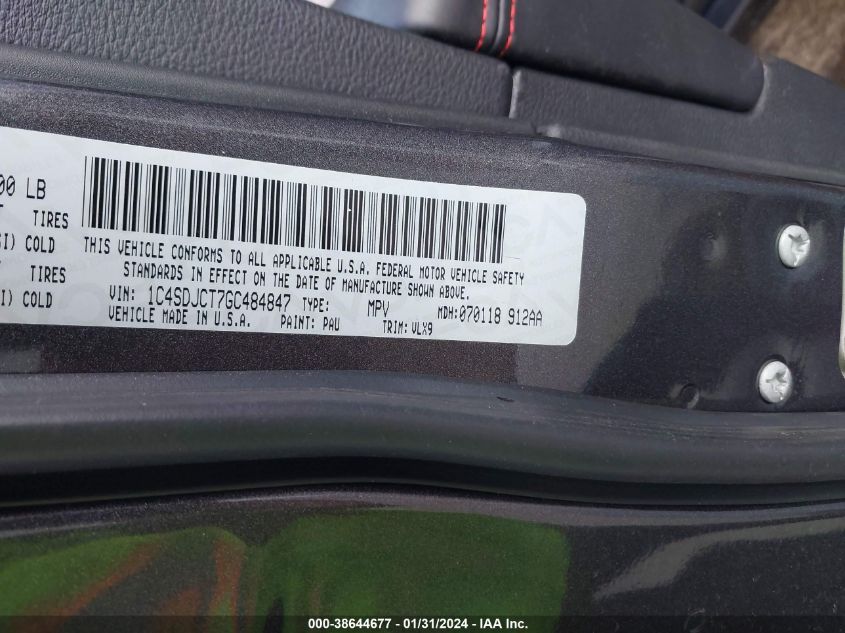 00 LB
TIRES
SI) COLD
TIRES
I) COLD
THIS VEHICLE CONFORMS TO ALL APPLICABLE U.S.A. FEDERAL MOTOR VEHICLE SAFETY
STANDARDS IN EFFECT ON THE DATE OF MANUFACTURE SHOWN ABOVE.
VIN: 1C4SDJCT7GC484847 TYPE: MPV MDH:070118 912AA
VEHICLE MADE IN U.S.A. PAINT: PAU TRIM: VLX9
000-38644677 - 01/31/2024 - IAA Inc.